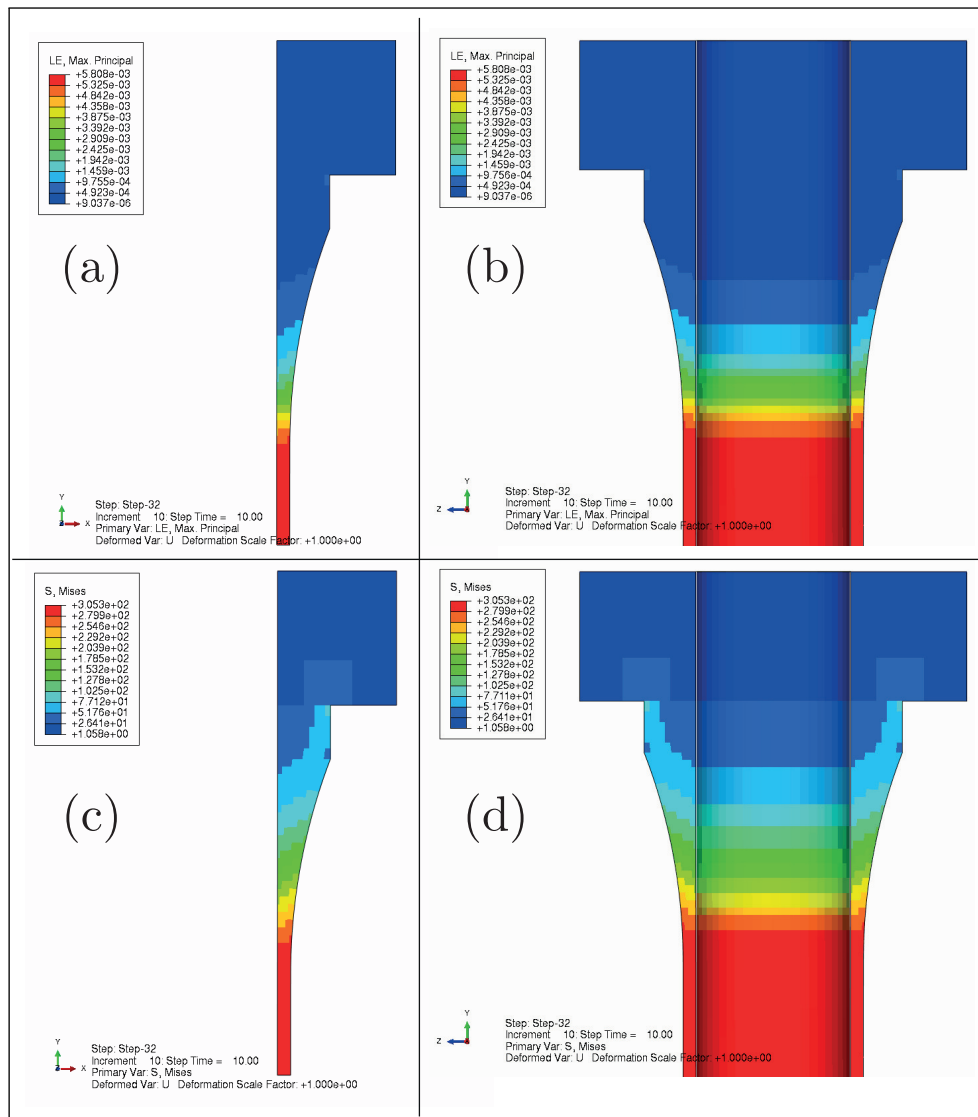 LE, Max. Principal
+5.808e-03
+5.325e-03
+4.842e-03
+4.358e-03
+3.875e-03
+3.392e-03
+2.909e-03
+2.425e-03
+1.942e-03
+1.459e-03
+9.755e-04
+4.923e-04
+9.037e-06
(a)
Y
Z X
Step: Step-32
Increment 10: Step Time = 10.00
Primary Var: LE, Max. Principal
Deformed Var: U Deformation Scale Factor: +1.000e+00
LE, Max. Principal
+5.808e-03
+5.325e-03
+4.842e-03
+4.358e-03
+3.875e-03
+3.392e-03
+2.909e-03
+2.425e-03
+1.942e-03
+1.459e-03
+9.756e-04
+4.923e-04
+9.037e-06
(b)
Y
Z
Step: Step-32
Increment 10: Step Time = 10.00
Primary Var: LE, Max. Principal
Deformed Var: U Deformation Scale Factor: +1.000e+00
S, Mises
+3.053e+02
+2.799e+02
+2.546e+02
+2.292e+02
+2.039e+02
+1.785e+02
+1.532e+02
+1.278e+02
+1.025e+02
+7.712e+01
+5.176e+01
+2.641e+01
+1.058e+00
(c)
Y
Z X
Step: Step-32
Increment 10: Step Time = 10.00
Primary Var: S, Mises
Deformed Var: U Deformation Scale Factor: +1.000e+00
S, Mises
+3.053e+02
+2.799e+02
+2.546e+02
+2.292e+02
+2.039e+02
+1.785e+02
+1.532e+02
+1.278e+02
+1.025e+02
+7.711e+01
+5.176e+01
+2.641e+01
+1.058e+00
(d)
Y
Z
Step: Step-32
Increment 10: Step Time = 10.00
Primary Var: S, Mises
Deformed Var: U Deformation Scale Factor: +1.000e+00